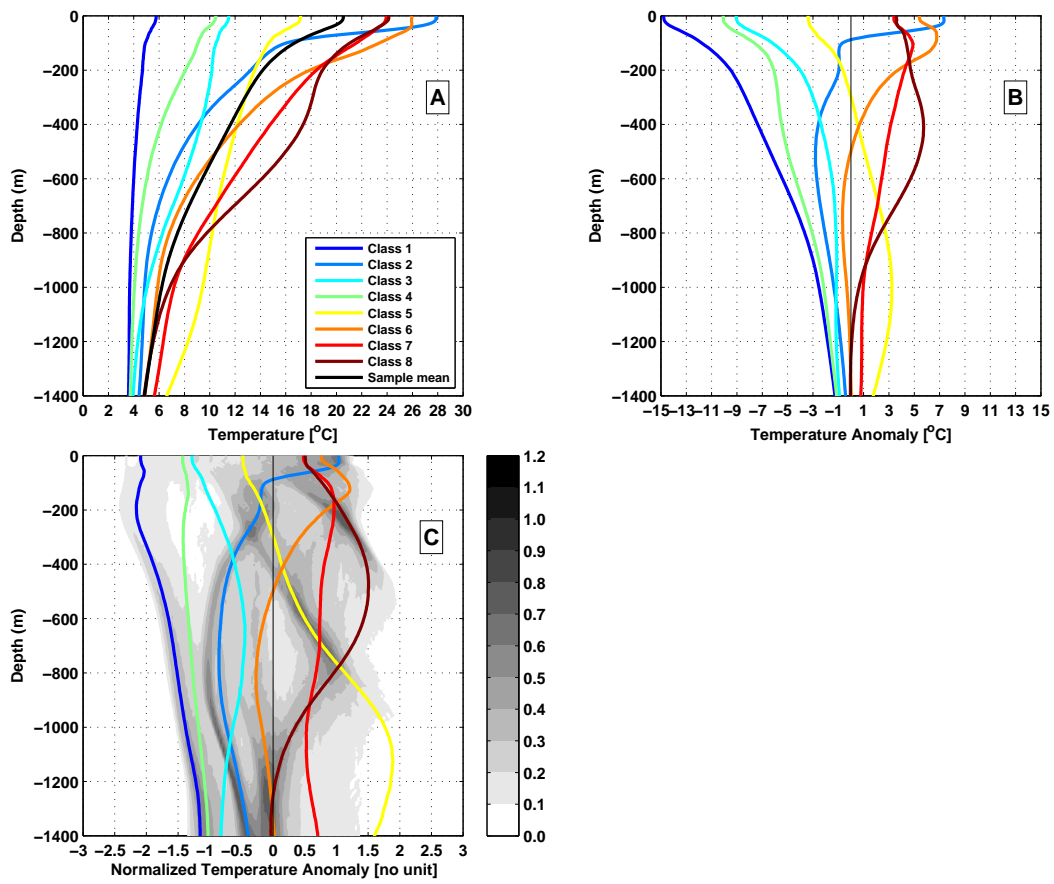 0
−200
−400
−600
−800
−1000
−1200
−1400
Depth (m)
0 2 4 6 8 10 12 14 16 18 20 22 24 26 28 30
Temperature [°C]
A
Class 1
Class 2
Class 3
Class 4
Class 5
Class 6
Class 7
Class 8
Sample mean
0
−200
−400
−600
−800
−1000
−1200
−1400
Depth (m)
−15 −13 −11 −9 −7 −5 −3 −1 1 3 5 7 9 11 13 15
Temperature Anomaly [°C]
B
0
−200
−400
−600
−800
−1000
−1200
−1400
Depth (m)
−3 −2.5 −2 −1.5 −1 −0.5 0 0.5 1 1.5 2 2.5 3
Normalized Temperature Anomaly [no unit]
C
1.2
1.1
1.0
0.9
0.8
0.7
0.6
0.5
0.4
0.3
0.2
0.1
0.0